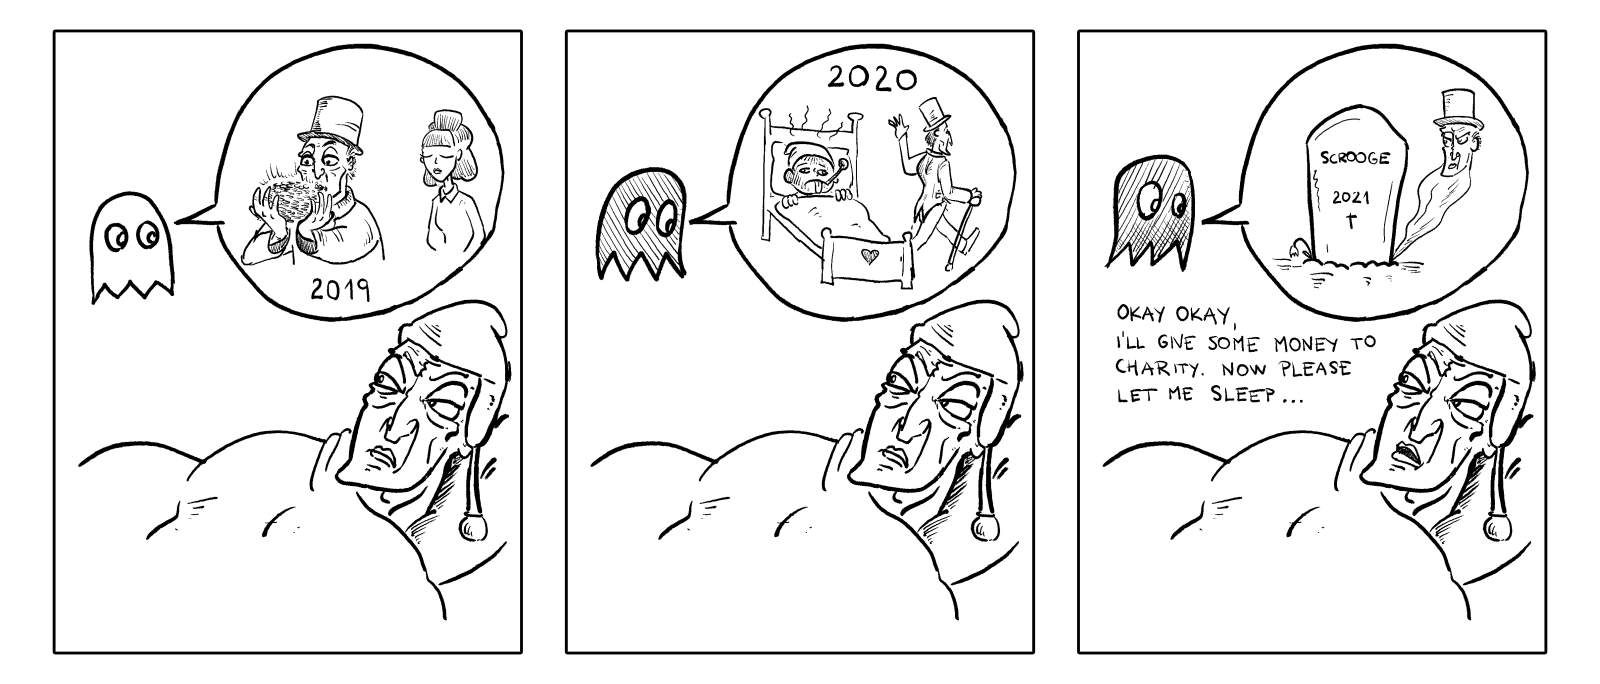 2019
2020
SCROOGE
2021
OKAY OKAY,
I'LL GIVE SOME MONEY TO
CHARITY. NOW PLEASE
LET ME SLEEP...